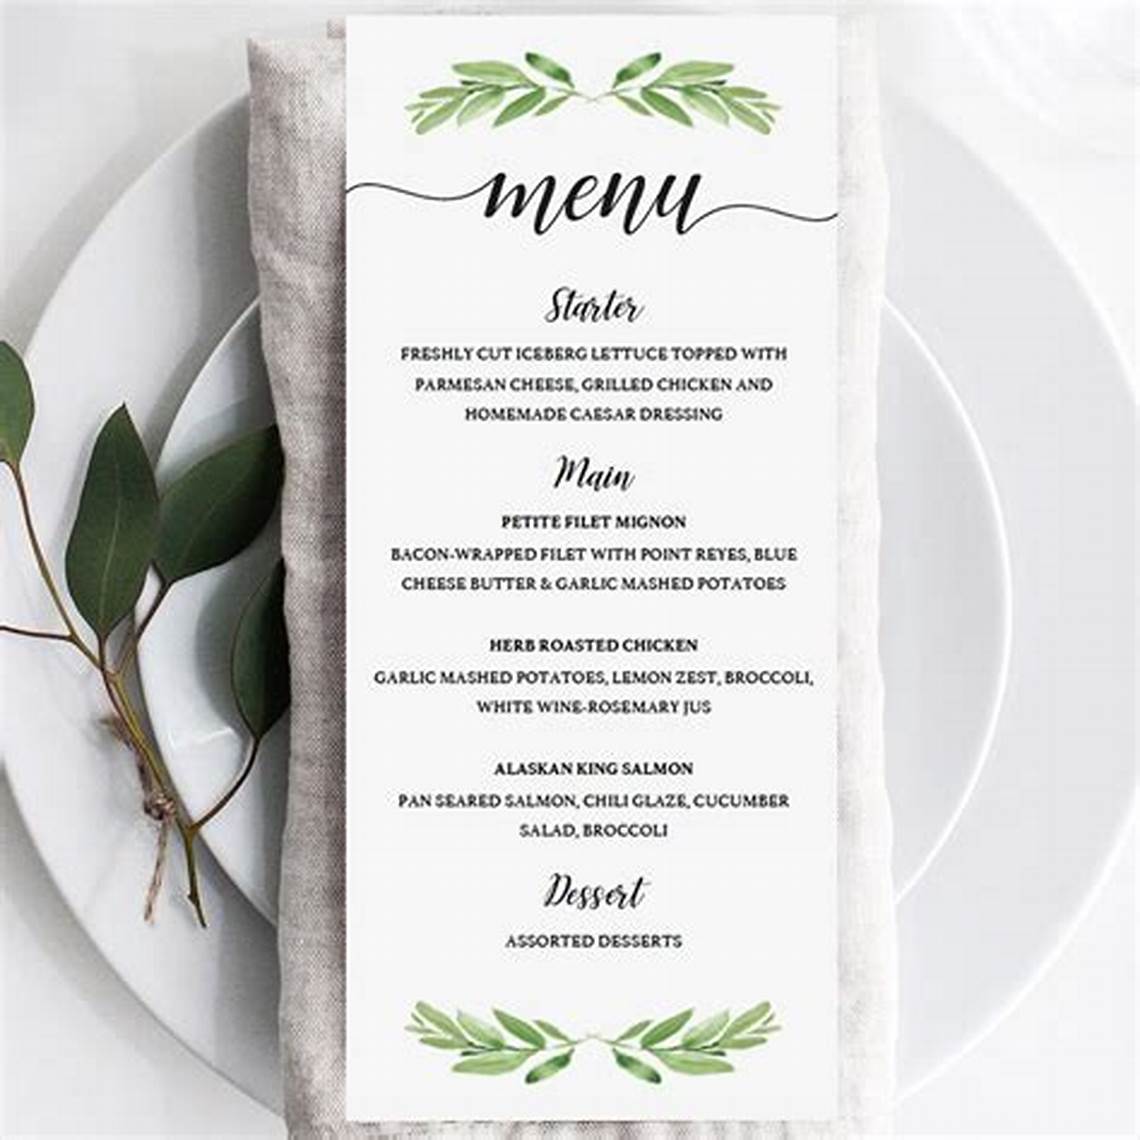 menu
Starter
FRESHLY CUT ICEBERG LETTUCE TOPPED WITH
PARMESAN CHEESE, GRILLED CHICKEN AND
HOMEMADE CAESAR DRESSING
Main
PETITE FILET MIGNON
BACON-WRAPPED FILET WITH POINT REYES, BLUE
CHEESE BUTTER & GARLIC MASHED POTATOES
HERB ROASTED CHICKEN
GARLIC MASHED POTATOES, LEMON ZEST, BROCCOLI,
WHITE WINE-ROSEMARY JUS
ALASKAN KING SALMON
PAN SEARED SALMON, CHILI GLAZE, CUCUMBER
SALAD, BROCCOLI
Dessert
ASSORTED DESSERTS